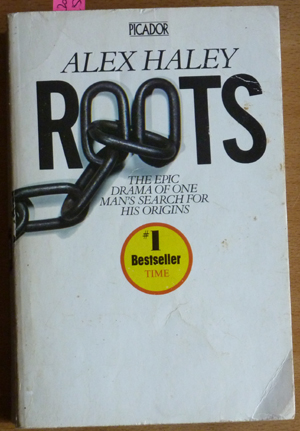 PICADOR
ALEX HALEY
ROOTS
THE EPIC
DRAMA OF ONE
MAN'S SEARCH FOR
HIS ORIGINS
#1
Bestseller
TIME